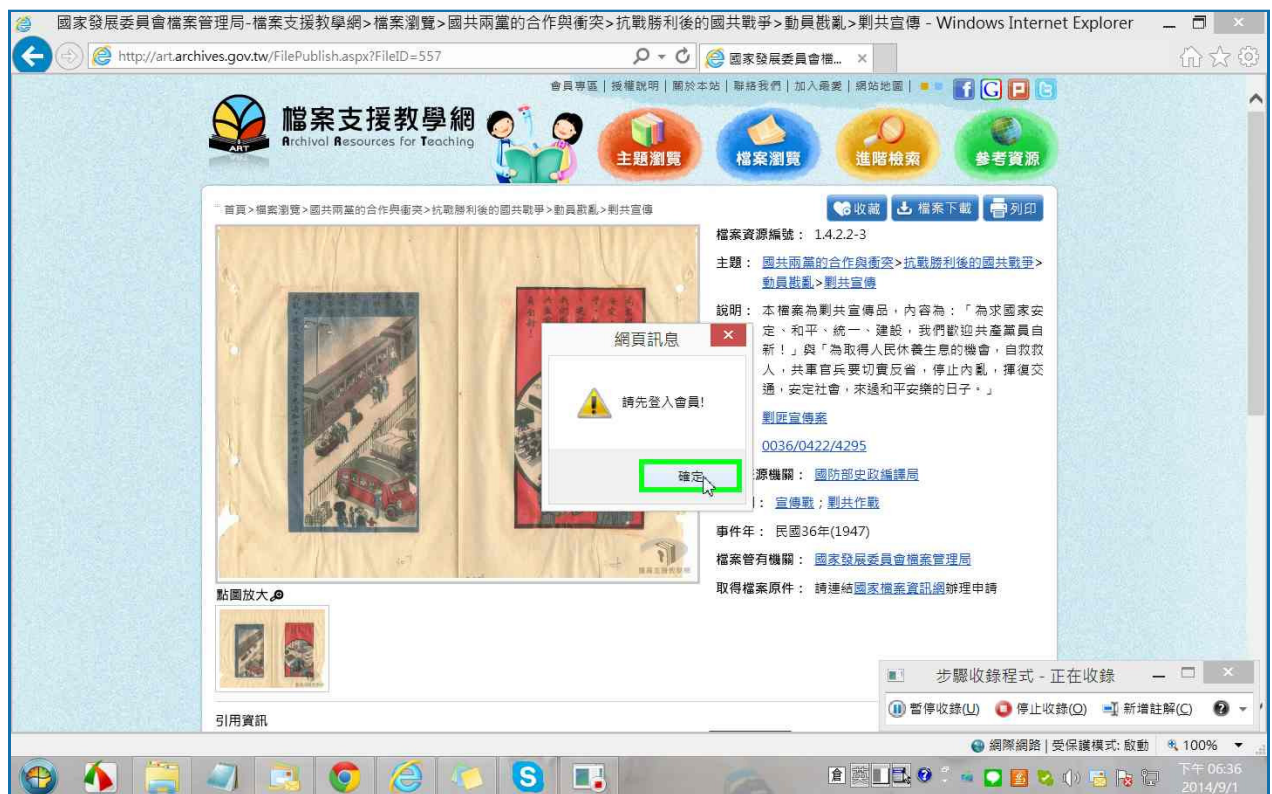 國家發展委員會檔案管理局-檔案支援教學網>檔案瀏覽>國共兩黨的合作與衝突>抗戰勝利後的國共戰爭>動員戡亂>剿共宣傳 - Windows Internet Explorer
http://art.archives.gov.tw/FilePublish.aspx?FileID=557
國家發展委員會檔...
會員專區 | 授權說明 | 關於本站 | 聯絡我們 | 加入最愛 | 網站地圖 |
檔案支援教學網
Archival Resources for Teaching
ART
主題瀏覽
檔案瀏覽
進階檢索
參考資源
首頁>檔案瀏覽>國共兩黨的合作與衝突>抗戰勝利後的國共戰爭>動員戡亂>剿共宣傳
收藏
檔案下載
列印
檔案資源編號： 1.4.2.2-3
主題： 國共兩黨的合作與衝突>抗戰勝利後的國共戰爭>
動員戡亂>剿共宣傳
說明： 本檔案為剿共宣傳品，內容為：「為求國家安
定、和平、統一、建設，我們歡迎共產黨員自
新！」與「為取得人民休養生息的機會，自救救
人，共軍官兵要切實反省，停止內亂，揮復交
通，安定社會，來過和平安樂的日子。」
剿匪宣傳案
0036/0422/4295
源機關： 國防部史政編譯局
： 宣傳戰；剿共作戰
事件年： 民國36年(1947)
檔案管有機關： 國家發展委員會檔案管理局
取得檔案原件： 請連結國家檔案資訊網辦理申請
網頁訊息
請先登入會員!
確定
點圖放大
引用資訊
步驟收錄程式 - 正在收錄
暫停收錄(U)
停止收錄(O)
新增註解(C)
網際網路 | 受保護模式: 啟動
100%
倉
英
下午 06:36
2014/9/1